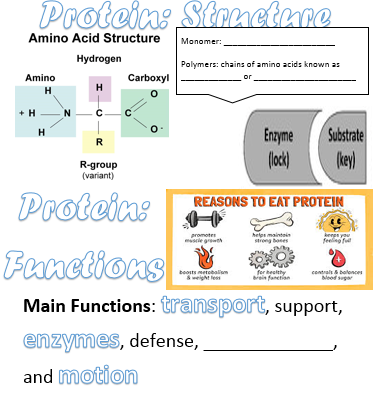 Protein: Structure
Amino Acid Structure
Monomer: ____________________
Polymers: chains of amino acids known as
______________ or ____________________
Hydrogen
Amino
Carboxyl
H
H
O
+ H
N
C
C
H
O-
R
R-group
(variant)
Enzyme
(lock)
Substrate
(key)
Protein:
Functions
REASONS TO EAT PROTEIN
promotes
muscle growth
helps maintain
strong bones
keeps you
feeling full
boosts metabolism
& weight loss
for healthy
brain function
controls & balances
blood sugar
Main Functions: transport, support,
enzymes, defense, ______________,
and motion